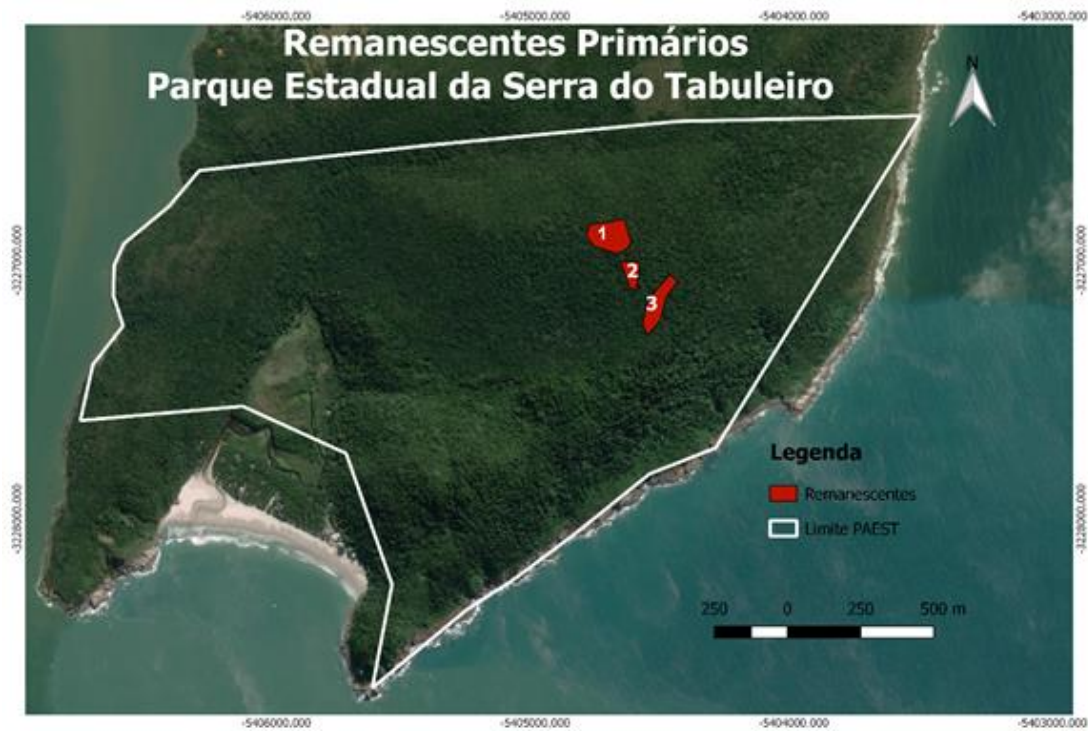 -5406000.000 -5405000.000 -5404000.000 -5403000.000
Remanescentes Primários
Parque Estadual da Serra do Tabuleiro
N
-3227000.000
-3227000.000
1
2
3
Legenda
Remanescentes
Limite PAEST
-3228000.000
-3228000.000
250 0 250 500 m
-5406000.000 -5405000.000 -5404000.000 -5403000.000